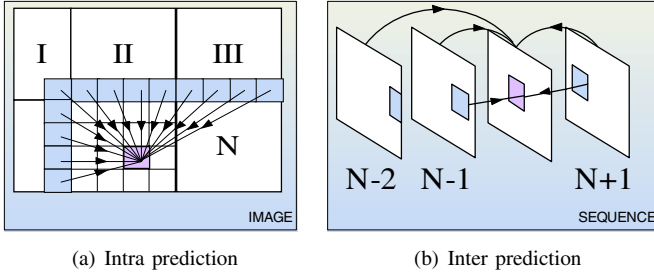 I II III
N
IMAGE
(a) Intra prediction
N-2 N-1 N+1
SEQUENCE
(b) Inter prediction